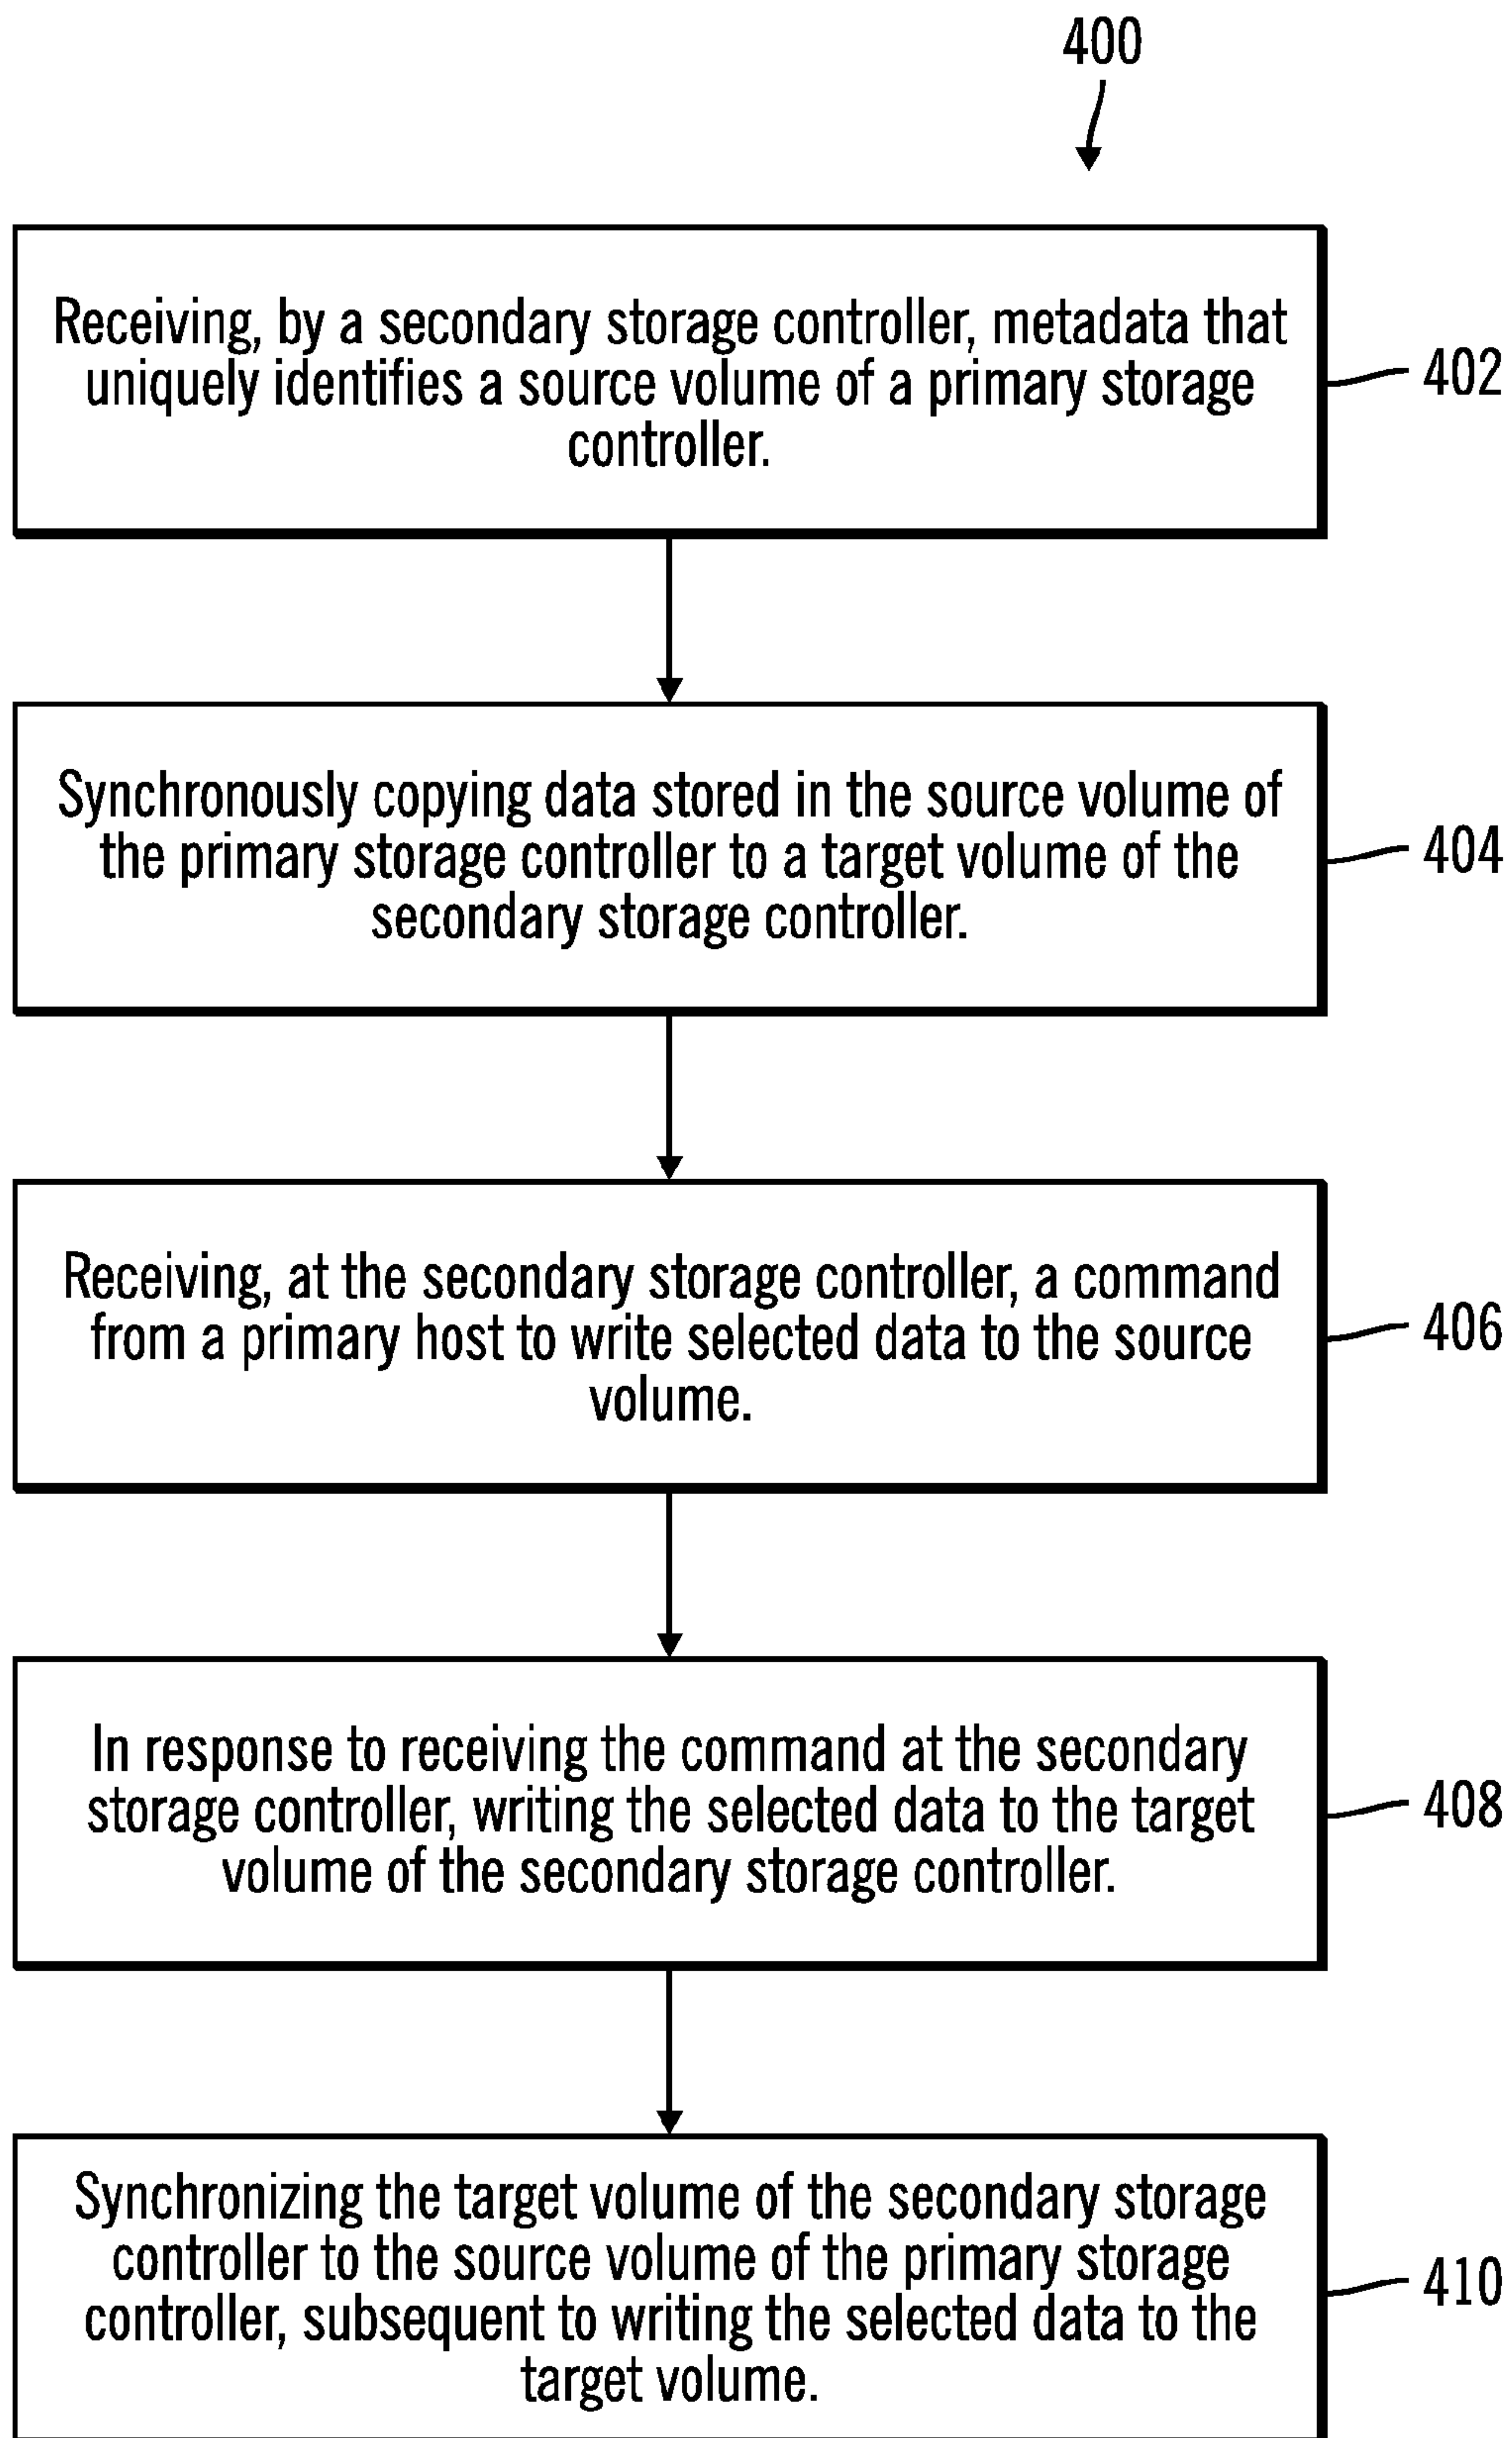 400
Receiving, by a secondary storage controller, metadata that
uniquely identifies a source volume of a primary storage
controller.
402
Synchronously copying data stored in the source volume of
the primary storage controller to a target volume of the
secondary storage controller.
404
Receiving, at the secondary storage controller, a command
from a primary host to write selected data to the source
volume.
406
In response to receiving the command at the secondary
storage controller, writing the selected data to the target
volume of the secondary storage controller.
408
Synchronizing the target volume of the secondary storage
controller to the source volume of the primary storage
controller, subsequent to writing the selected data to the
target volume.
410